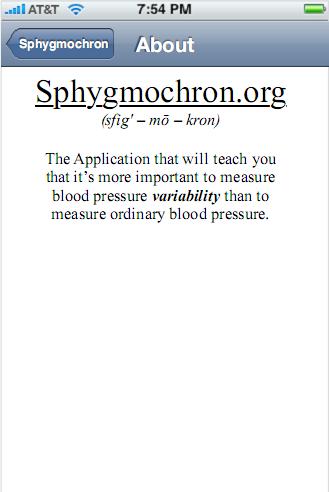 AT&T 7:54 PM
Sphygmochron About
Sphygmochron.org
(sfig' – mō – kron)
The Application that will teach you
that it’s more important to measure
blood pressure variability than to
measure ordinary blood pressure.